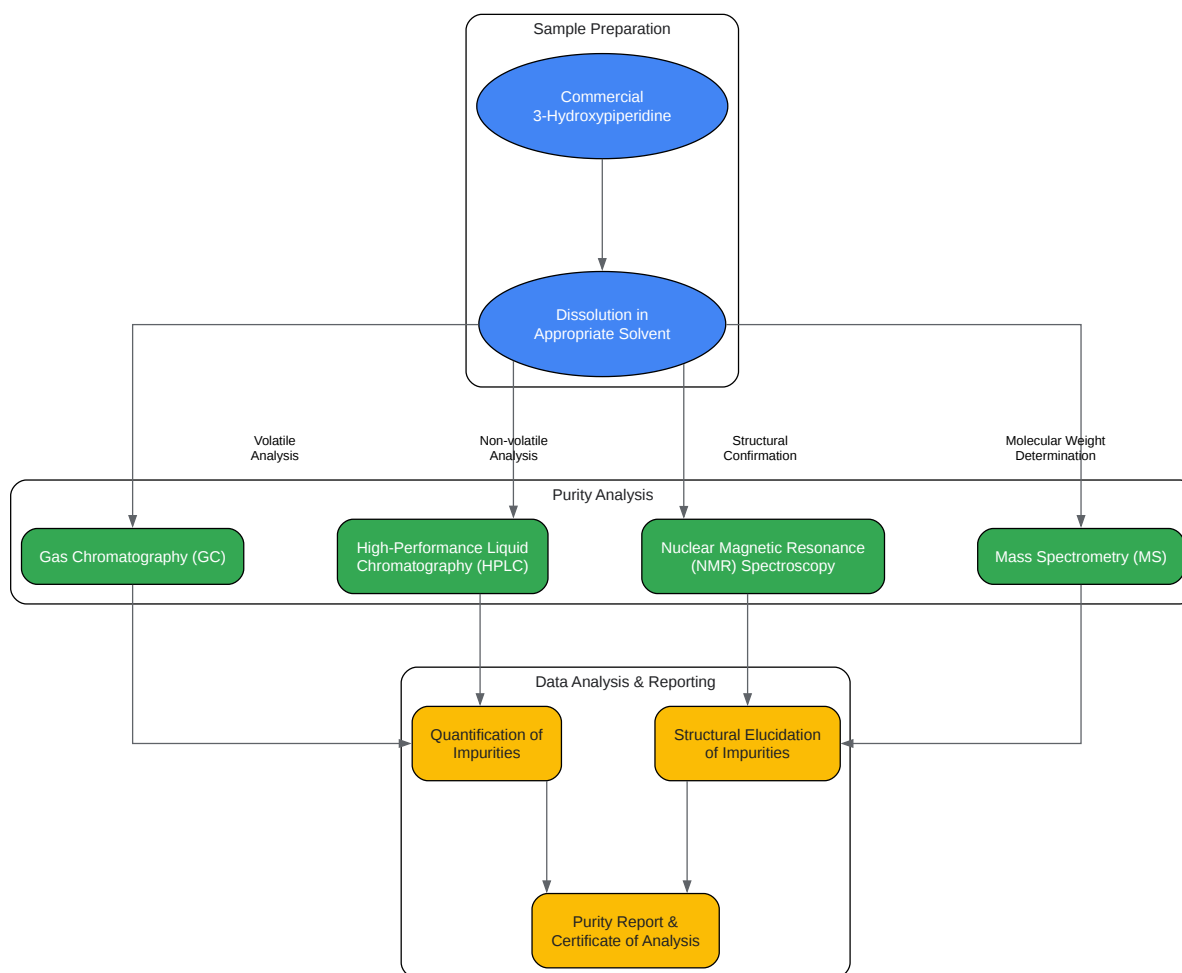 Sample Preparation
Commercial
3-Hydroxypiperidine
Dissolution in
Appropriate Solvent
Volatile
Analysis
Non-volatile
Analysis
Structural
Confirmation
Molecular Weight
Determination
Purity Analysis
Gas Chromatography (GC)
High-Performance Liquid
Chromatography (HPLC)
Nuclear Magnetic Resonance
(NMR) Spectroscopy
Mass Spectrometry (MS)
Data Analysis & Reporting
Quantification of
Impurities
Structural Elucidation
of Impurities
Purity Report &
Certificate of Analysis